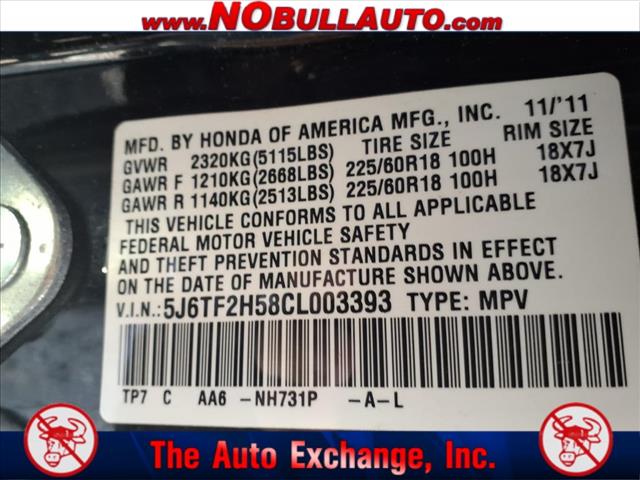 www.NOBULLAUTO.com
MFD. BY HONDA OF AMERICA MFG., INC. 11/'11
GVWR 2320KG(5115LBS) TIRE SIZE RIM SIZE
GAWR F 1210KG(2668LBS) 225/60R18 100H 18X7J
GAWR R 1140KG(2513LBS) 225/60R18 100H 18X7J
THIS VEHICLE CONFORMS TO ALL APPLICABLE
FEDERAL MOTOR VEHICLE SAFETY
AND THEFT PREVENTION STANDARDS IN EFFECT
ON THE DATE OF MANUFACTURE SHOWN ABOVE.
V.I.N.: 5J6TF2H58CL003393 TYPE: MPV
TP7 C AA6 -NH731P -A-L
The Auto Exchange, Inc.